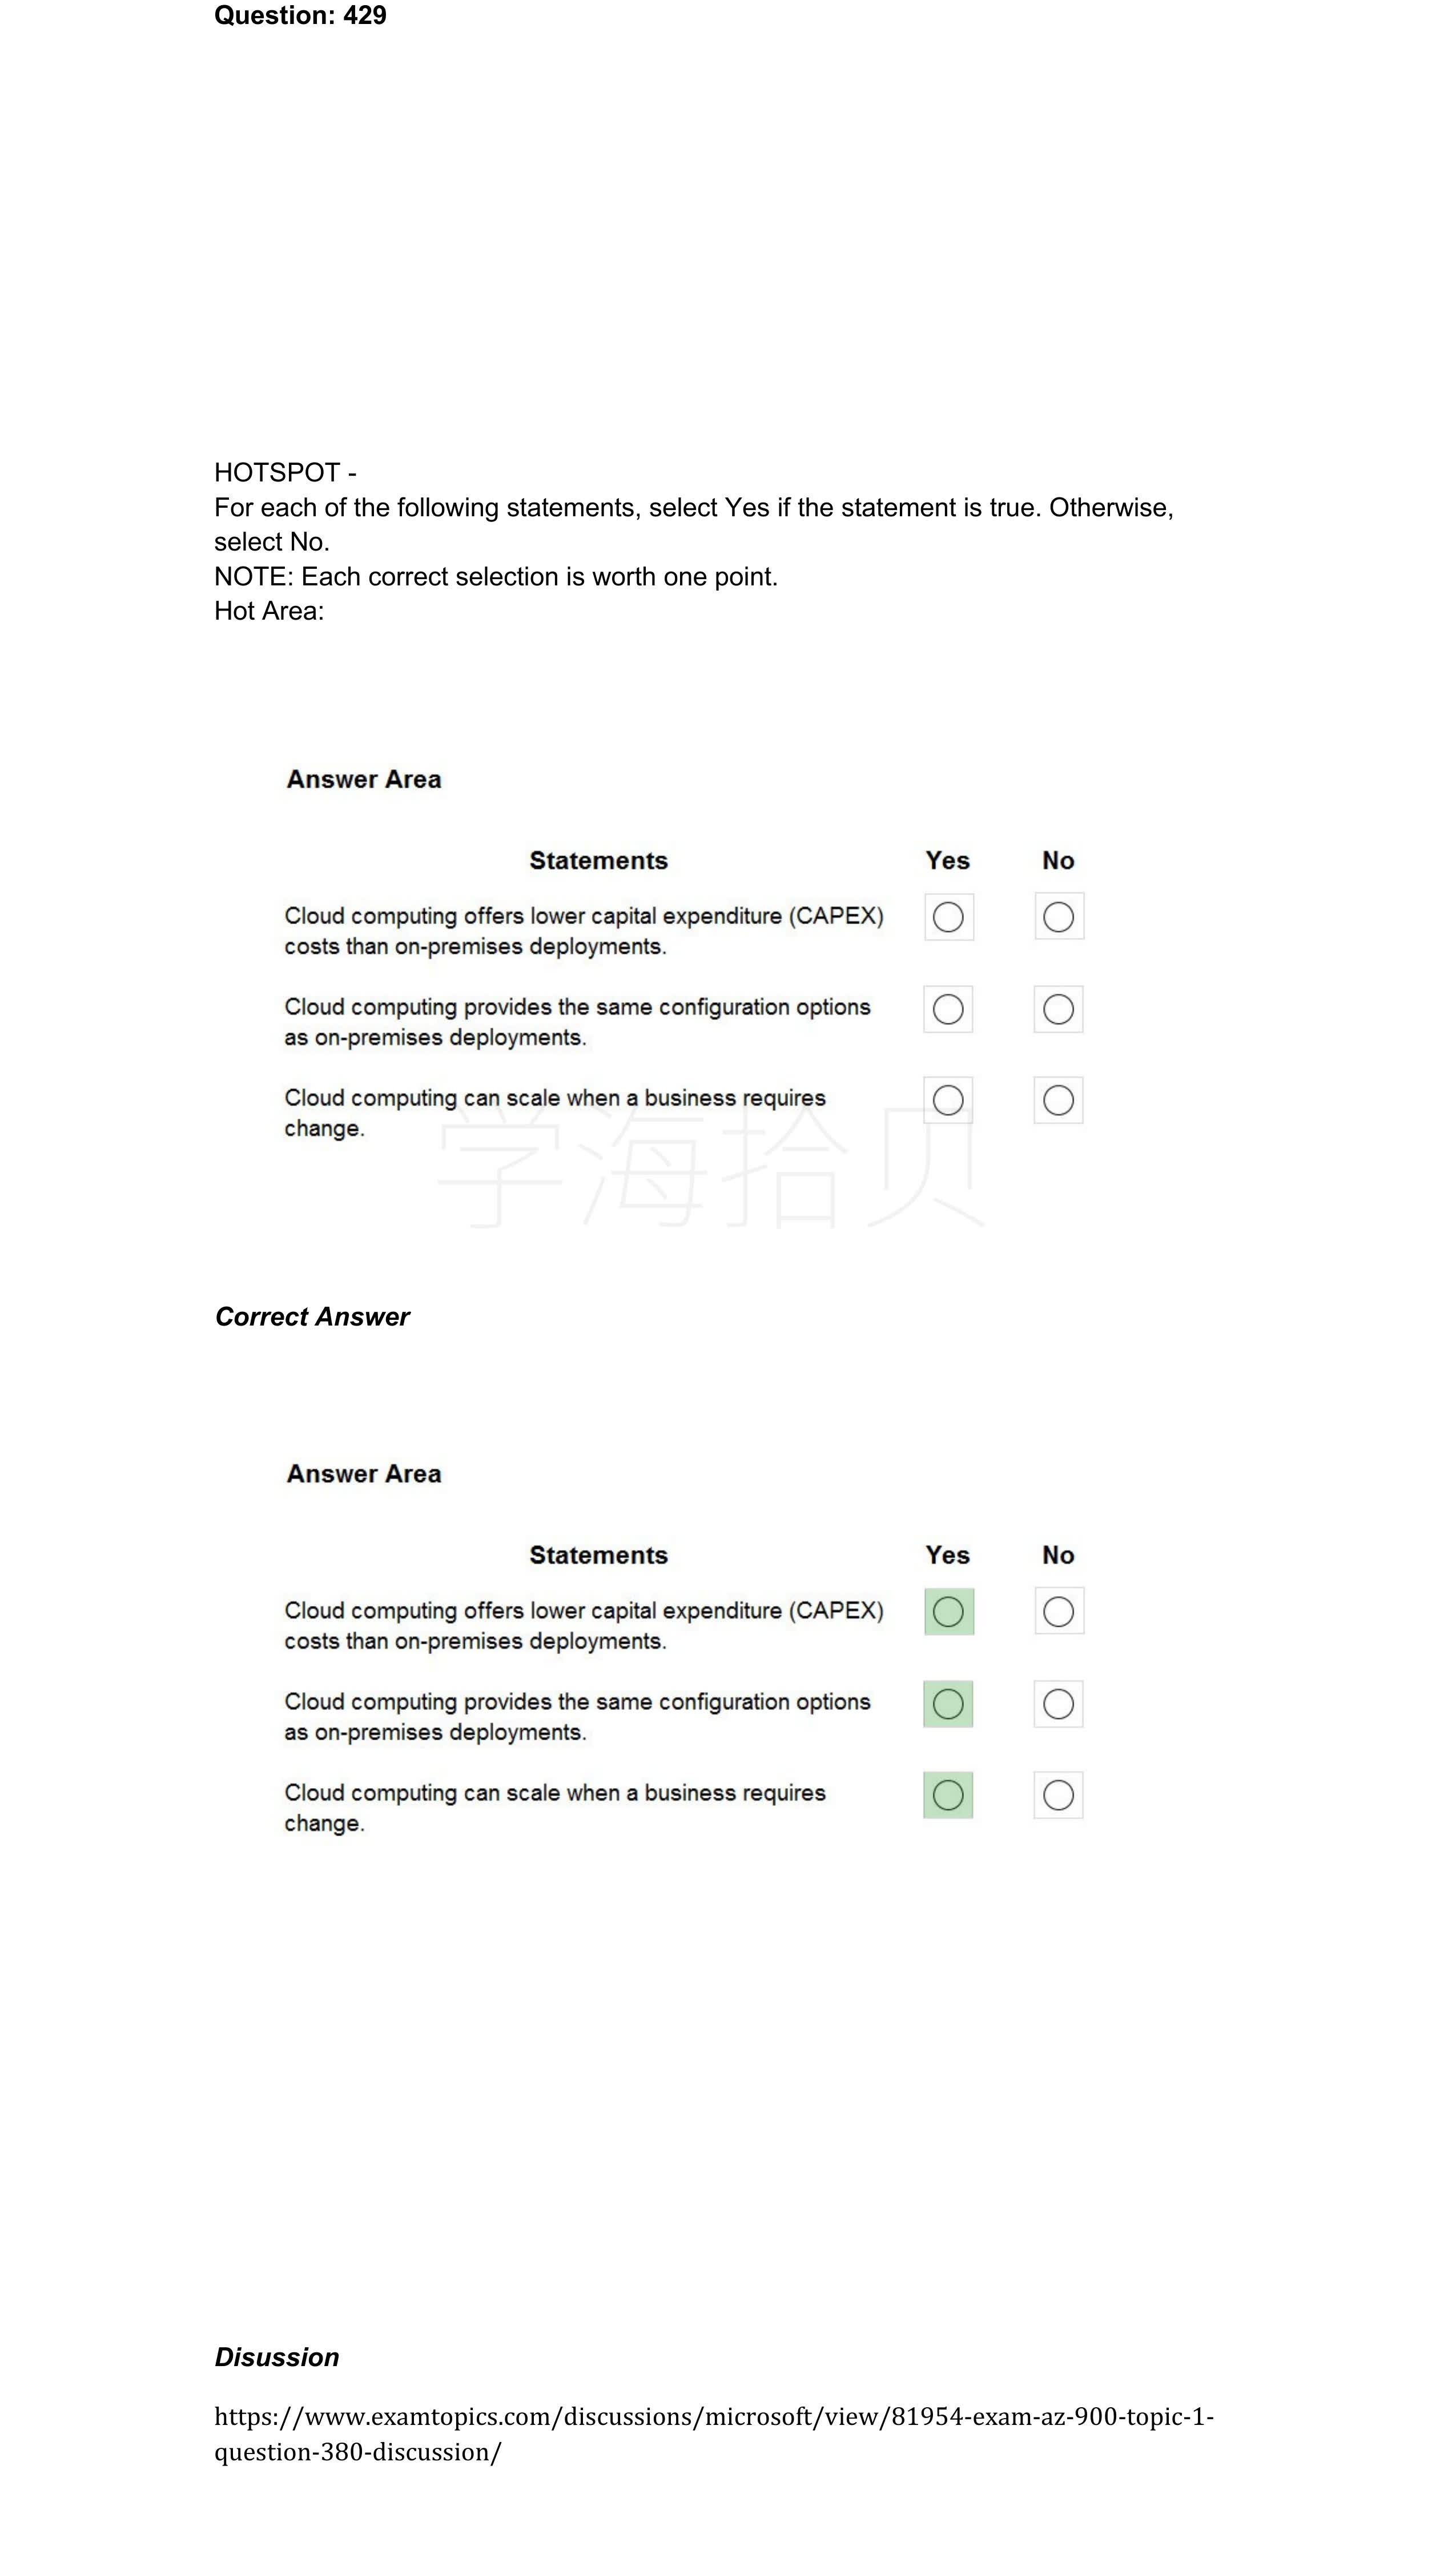 Question: 429
HOTSPOT -
For each of the following statements, select Yes if the statement is true. Otherwise,
select No.
NOTE: Each correct selection is worth one point.
Hot Area:
Answer Area
Statements Yes No
Cloud computing offers lower capital expenditure (CAPEX)
costs than on-premises deployments.
Cloud computing provides the same configuration options
as on-premises deployments.
Cloud computing can scale when a business requires
change.
学海拾贝
Correct Answer
Answer Area
Statements Yes No
Cloud computing offers lower capital expenditure (CAPEX)
costs than on-premises deployments.
Cloud computing provides the same configuration options
as on-premises deployments.
Cloud computing can scale when a business requires
change.
Disussion
https://www.examtopics.com/discussions/microsoft/view/81954-exam-az-900-topic-1-
question-380-discussion/